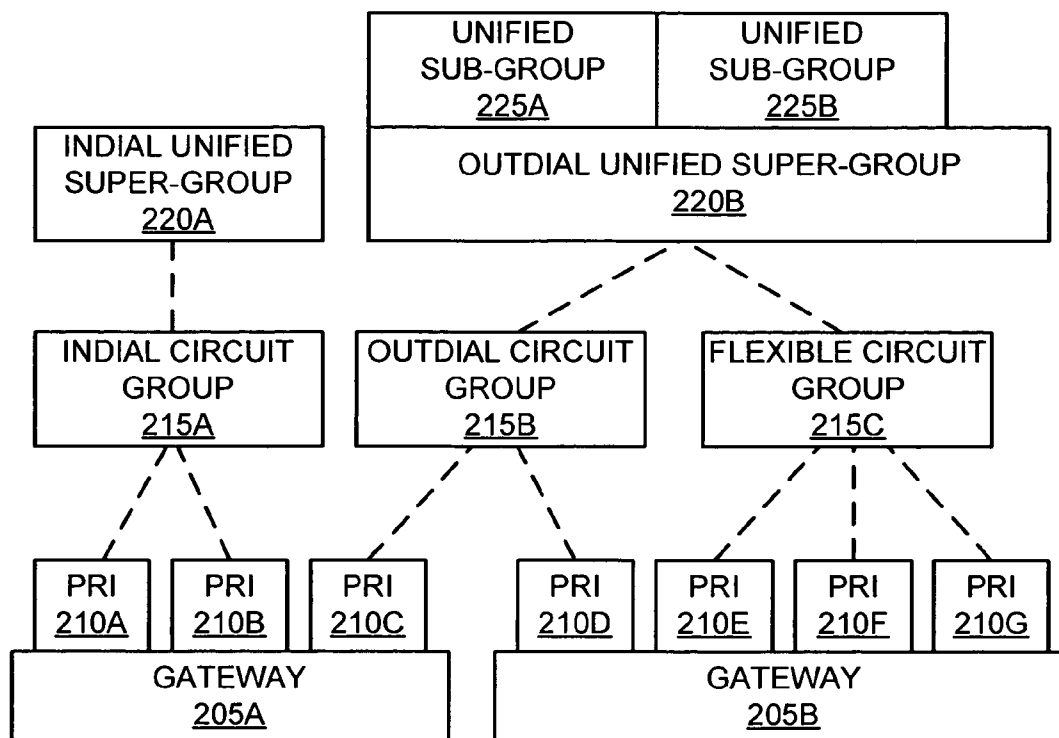 UNIFIED
SUB-GROUP
225A
UNIFIED
SUB-GROUP
225B
INDIAL UNIFIED
SUPER-GROUP
220A
OUTDIAL UNIFIED SUPER-GROUP
220B
INDIAL CIRCUIT
GROUP
215A
OUTDIAL CIRCUIT
GROUP
215B
FLEXIBLE CIRCUIT
GROUP
215C
PRI
210A
PRI
210B
PRI
210C
PRI
210D
PRI
210E
PRI
210F
PRI
210G
GATEWAY
205A
GATEWAY
205B